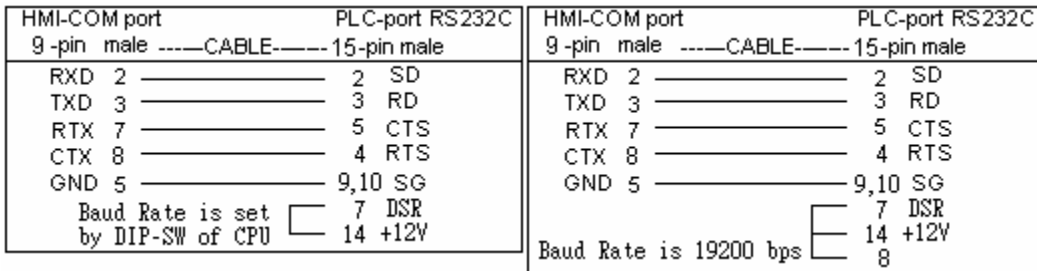 HMI-COM port PLC-port RS232C
9 -pin male -----—CABLE-—----- 15-pin male
RXD 2 2 SD
TXD 3 3 RD
RTX 7 5 CTS
CTX 8 4 RTS
GND 5 9,10 SG
Baud Rate is set 7 DSR
by DIP-SW of CPU 14 +12V
HMI-COM port PLC-port RS232C
9 -pin male -----—CABLE-—----- 15-pin male
RXD 2 2 SD
TXD 3 3 RD
RTX 7 5 CTS
CTX 8 4 RTS
GND 5 9,10 SG
7 DSR
14 +12V
Baud Rate is 19200 bps 8